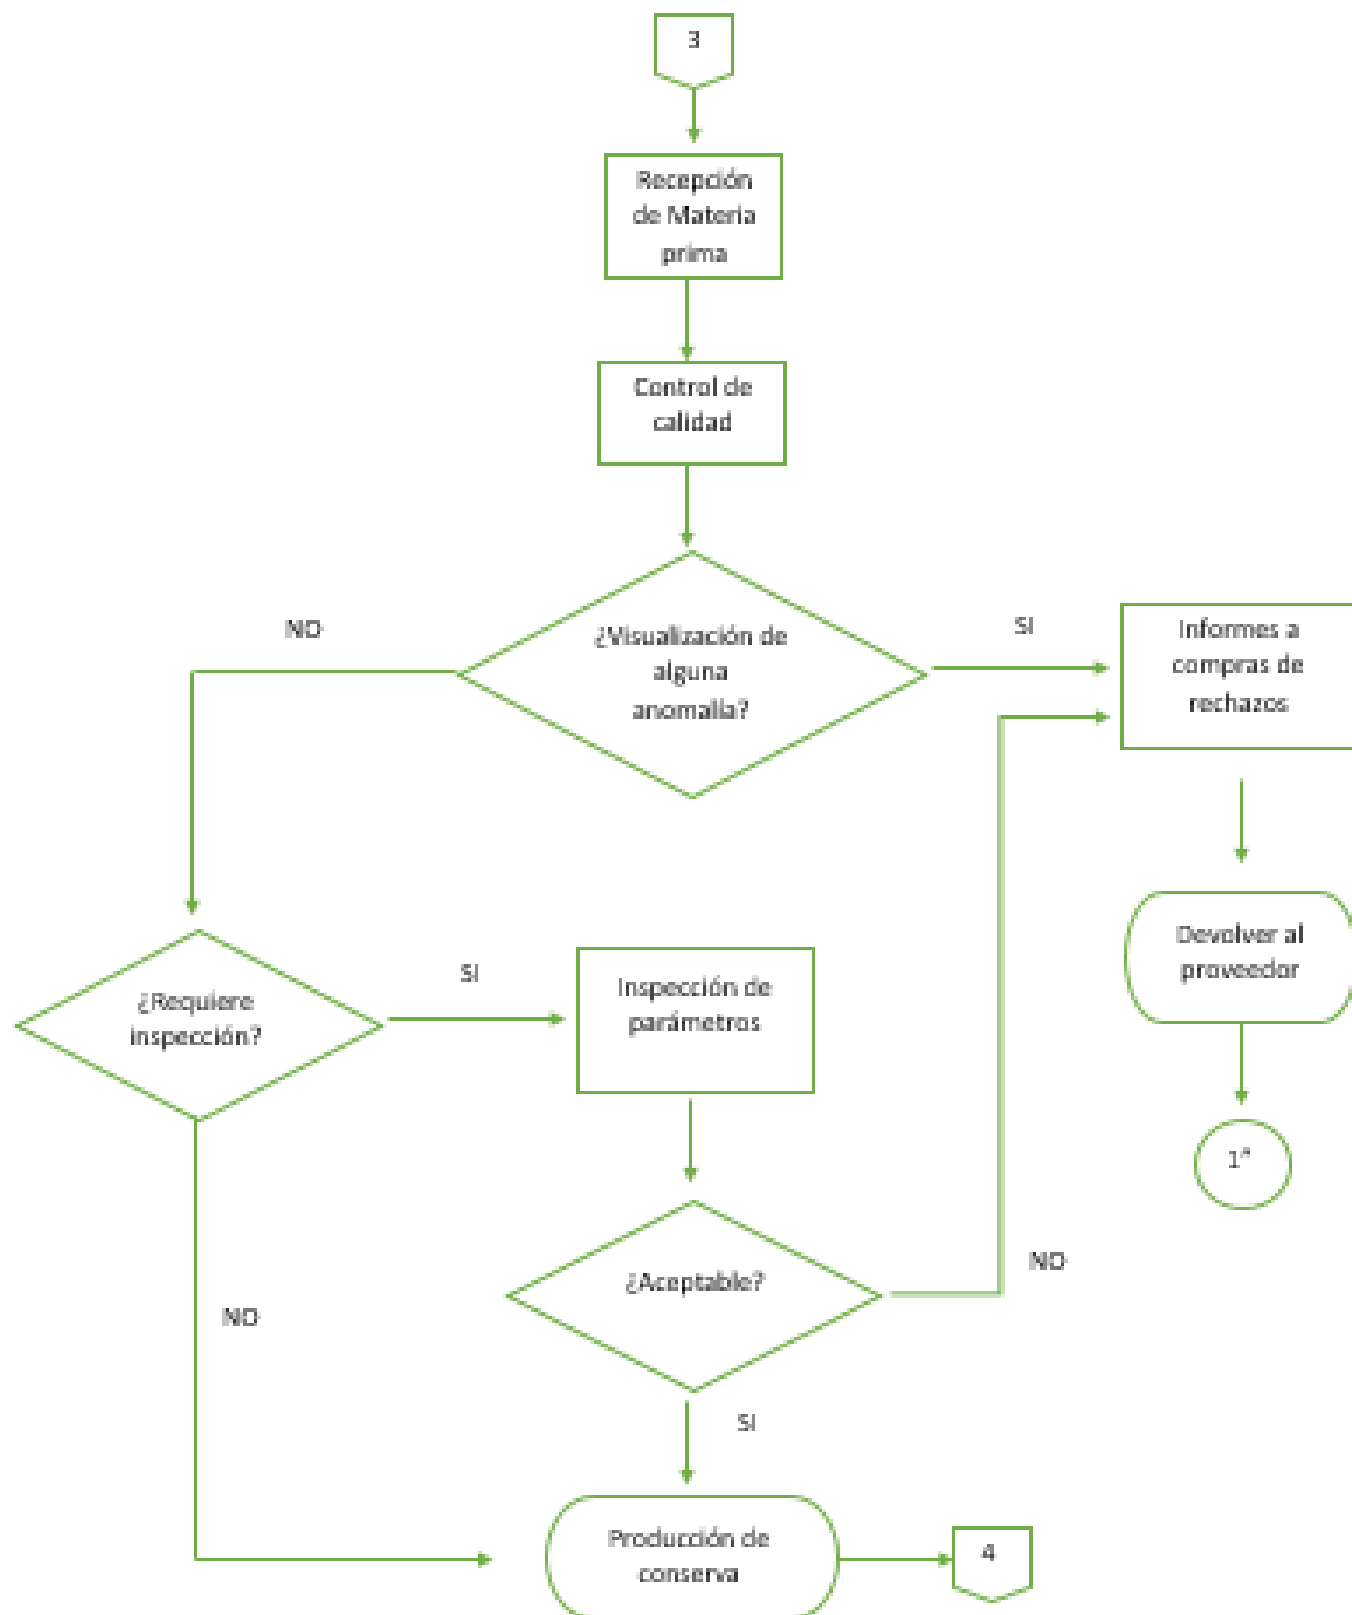 3
Recepción
de Materia
prima
Control de
calidad
¿Visualización de
alguna
anomalía?
NO
SI
Informes a
compras de
rechazos
Devolver al
proveedor
1"
¿Requiere
inspección?
SI
Inspección de
parámetros
¿Aceptable?
NO
NO
SI
Producción de
conserva
4